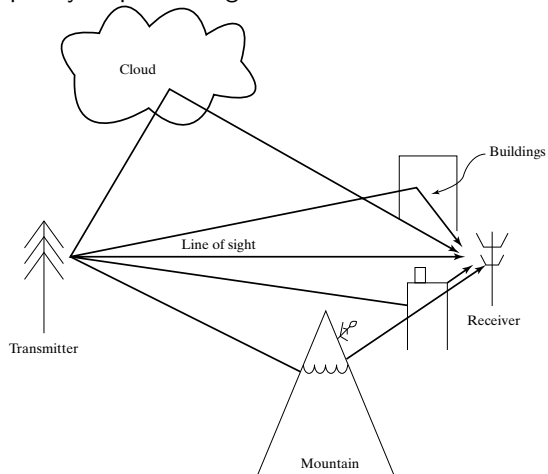 Cloud
Buildings
Line of sight
Receiver
Transmitter
Mountain